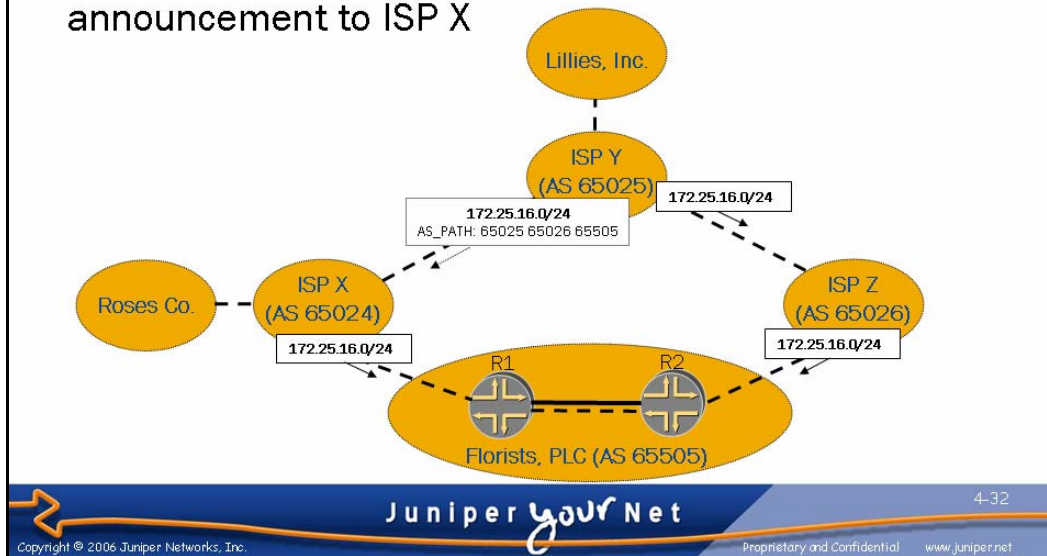 announcement to ISP X
Lillies, Inc.
ISP Y
(AS 65025)
172.25.16.0/24
172.25.16.0/24
AS_PATH: 65025 65026 65505
Roses Co.
ISP X
(AS 65024)
ISP Z
(AS 65026)
172.25.16.0/24
172.25.16.0/24
R1
R2
Florists, PLC (AS 65505)
Juniper your Net
4-32
Copyright © 2006 Juniper Networks, Inc.
Proprietary and Confidential www.juniper.net